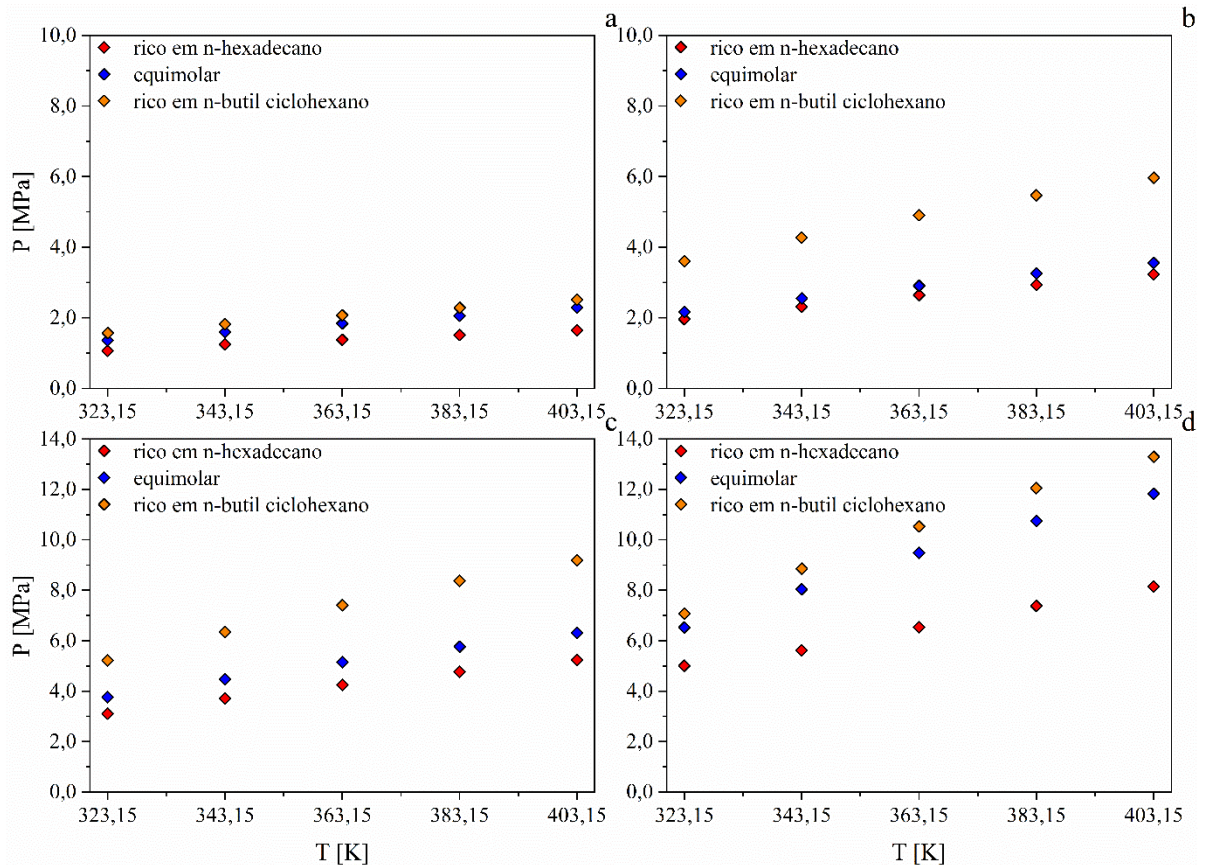 a
rico em n-hexadecano
equimolar
rico em n-butil ciclohexano
10,0
8,0
6,0
4,0
2,0
0,0
P [MPa]
323,15 343,15 363,15 383,15 403,15
b
rico em n-hexadecano
equimolar
rico em n-butil ciclohexano
10,0
8,0
6,0
4,0
2,0
0,0
323,15 343,15 363,15 383,15 403,15
c
rico em n-hexadecano
equimolar
rico em n-butil ciclohexano
14,0
12,0
10,0
8,0
6,0
4,0
2,0
0,0
P [MPa]
323,15 343,15 363,15 383,15 403,15
T [K]
d
rico em n-hexadecano
equimolar
rico em n-butil ciclohexano
14,0
12,0
10,0
8,0
6,0
4,0
2,0
0,0
323,15 343,15 363,15 383,15 403,15
T [K]